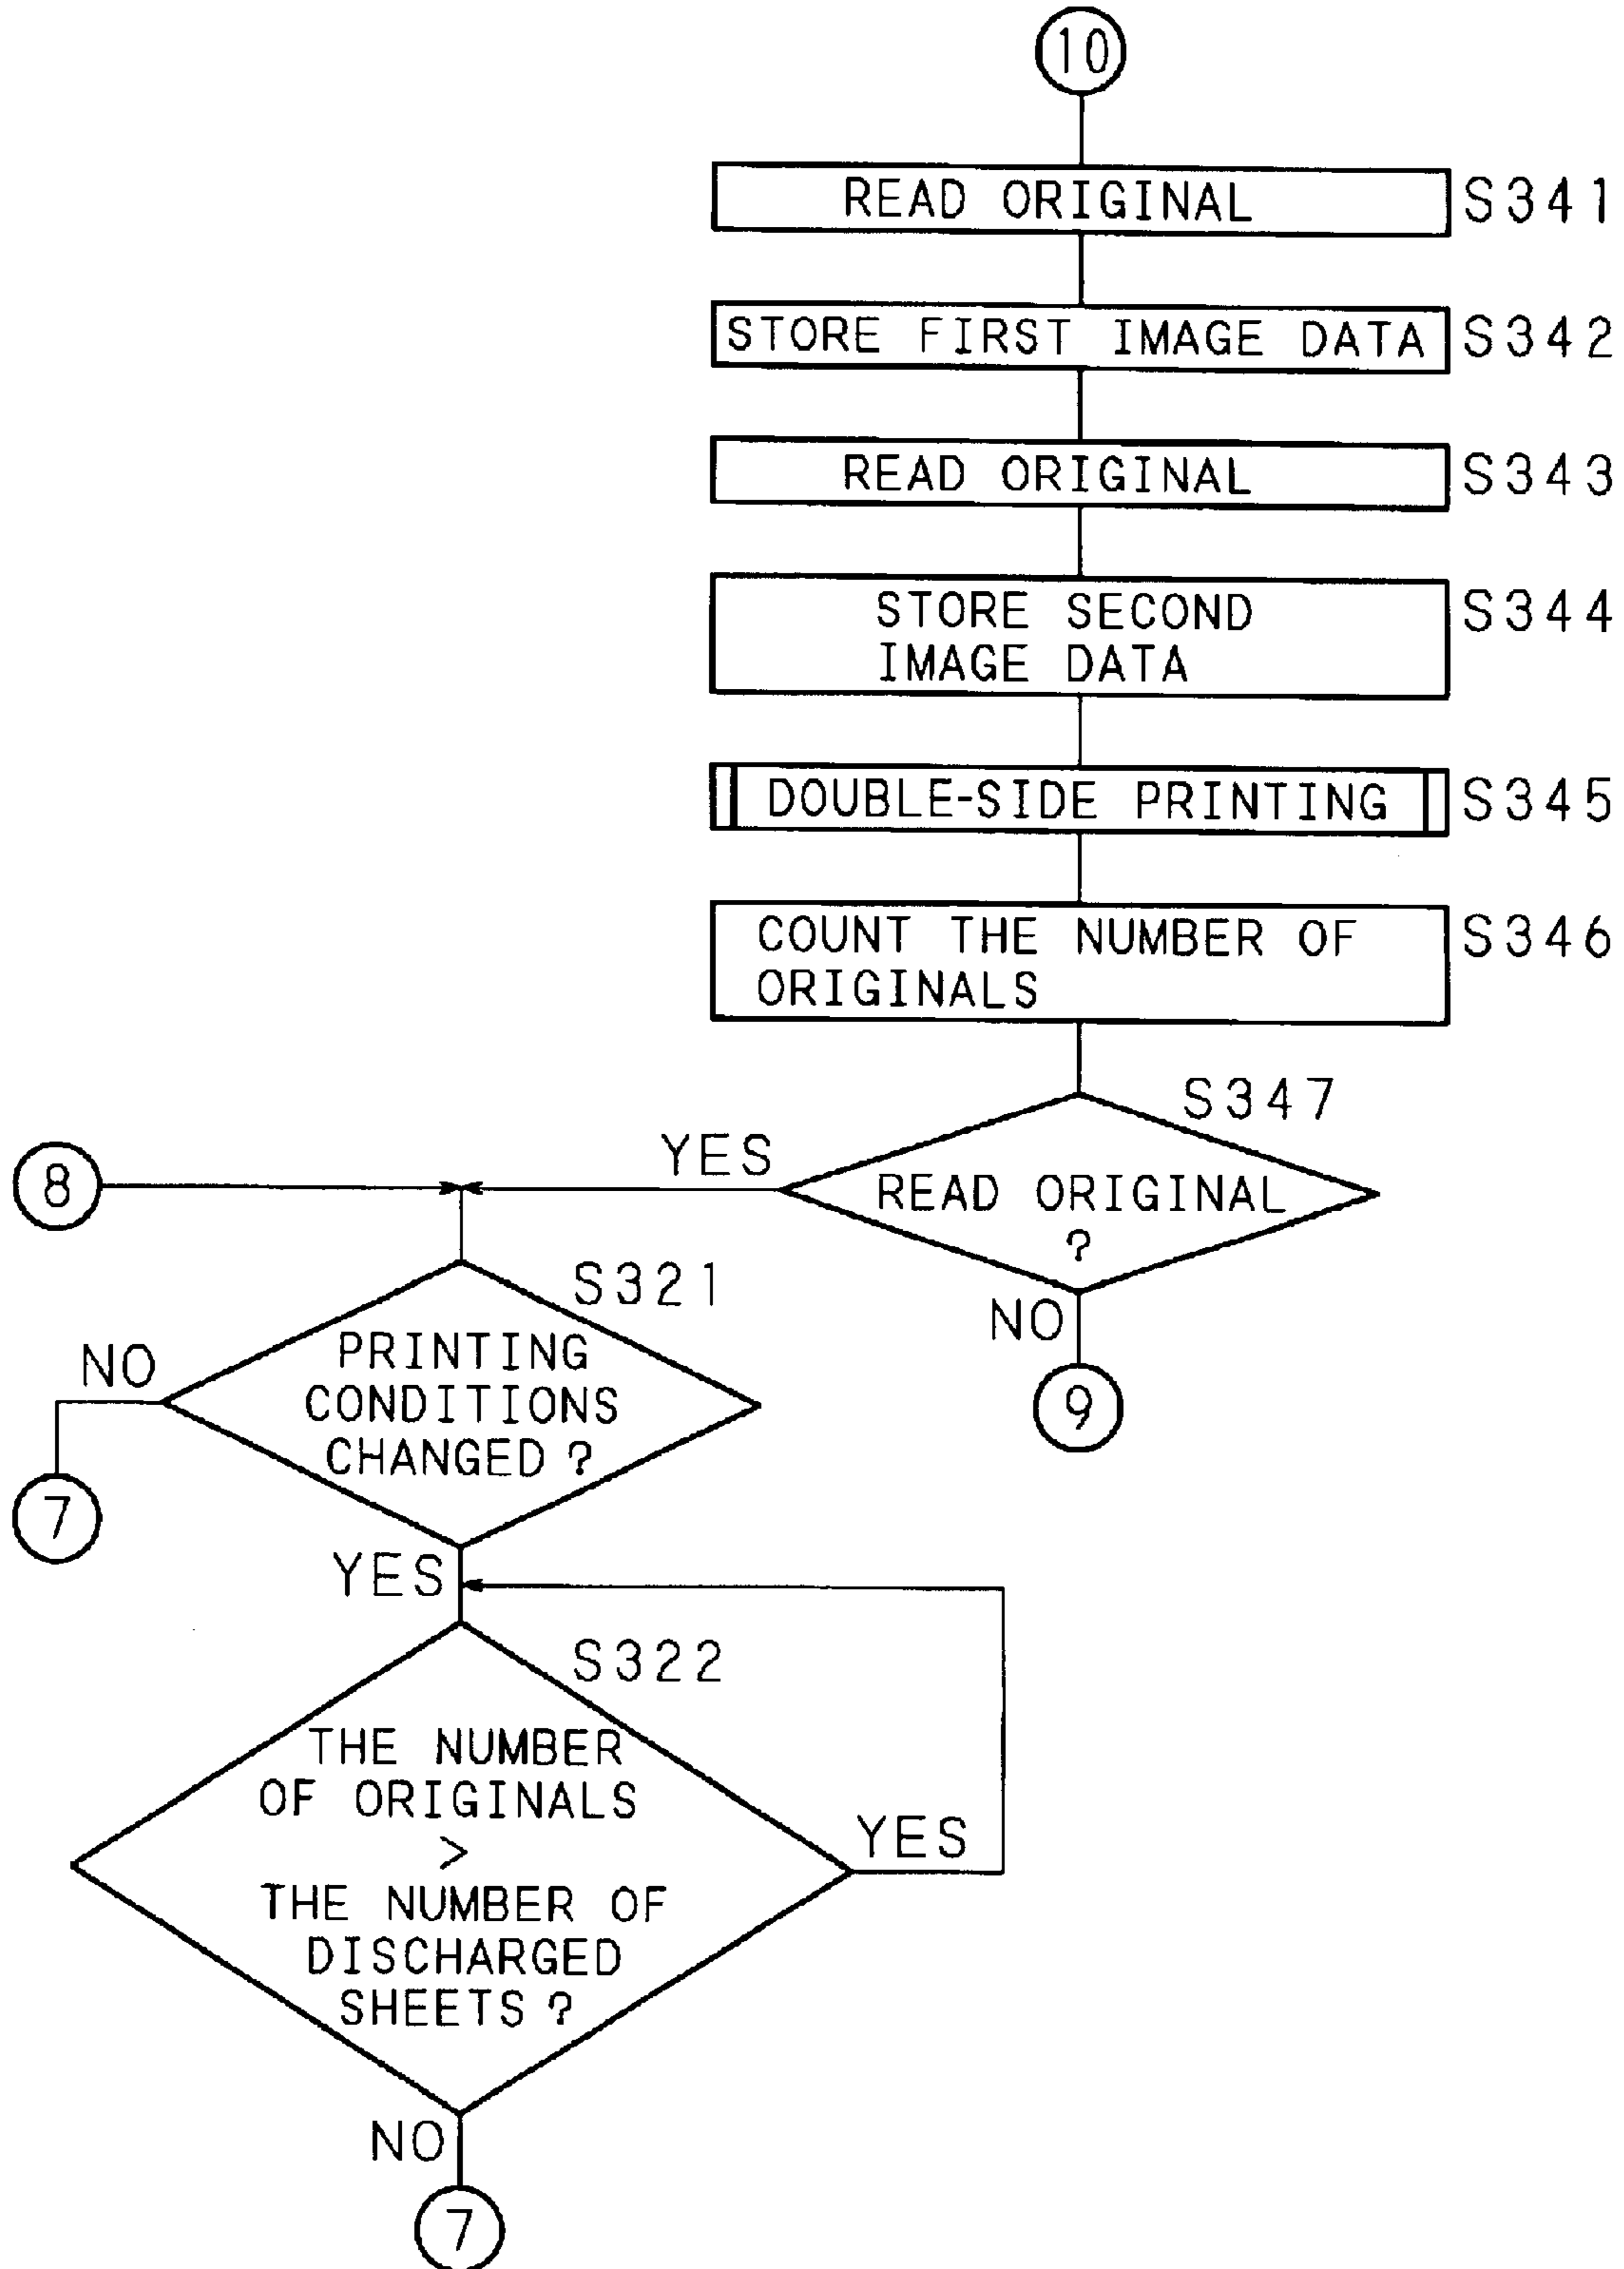 10
READ ORIGINAL
S341
STORE FIRST IMAGE DATA
S342
READ ORIGINAL
S343
STORE SECOND
IMAGE DATA
S344
DOUBLE-SIDE PRINTING
S345
COUNT THE NUMBER OF
ORIGINALS
S346
S347
READ ORIGINAL
?
YES
NO
9
8
S321
PRINTING
CONDITIONS
CHANGED ?
NO
7
YES
S322
THE NUMBER
OF ORIGINALS
>
THE NUMBER OF
DISCHARGED
SHEETS ?
YES
NO
7